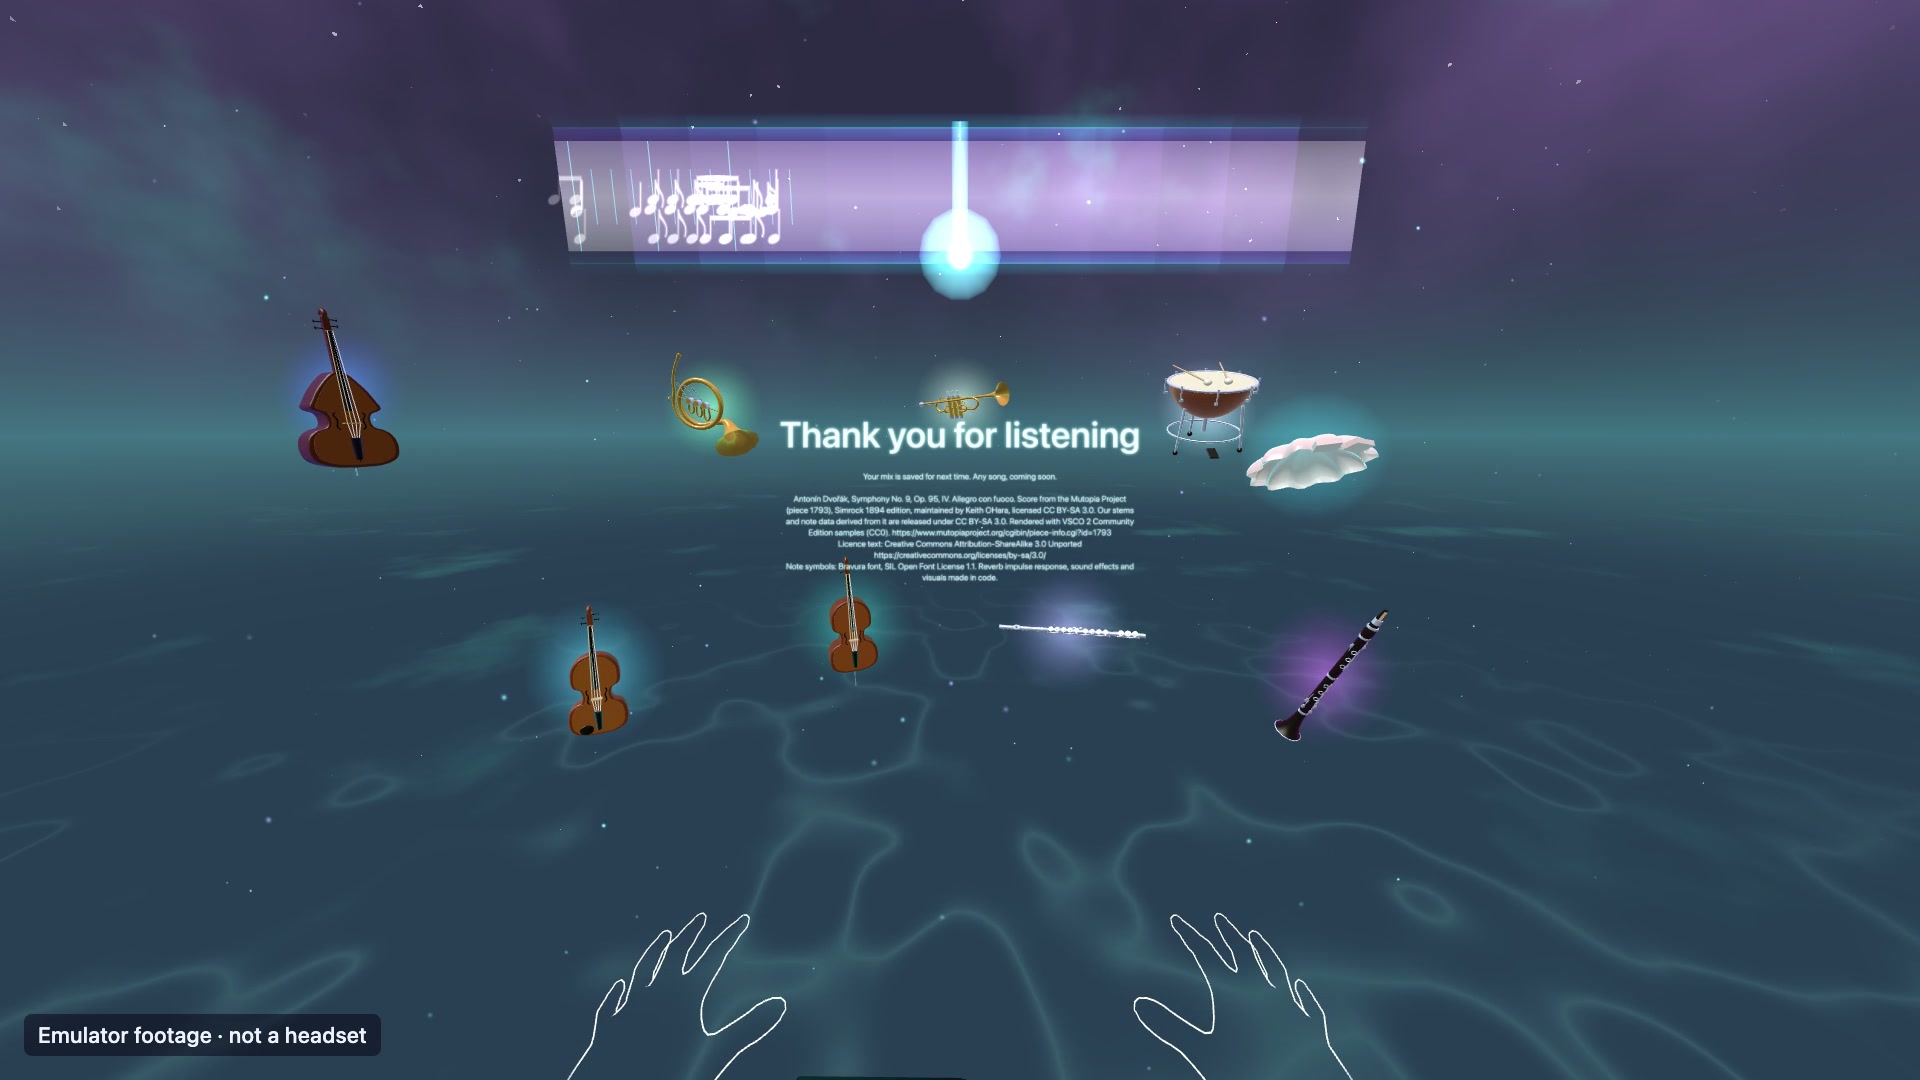 Thank you for listening
Your mix is saved for next time. Any song, coming soon.
Antonín Dvořák, Symphony No. 9, Op. 95, IV. Allegro con fuoco. Score from the Mutopia Project
(piece 1793), Simrock 1894 edition, maintained by Keith OHara, licensed CC BY-SA 3.0. Our stems
and note data derived from it are released under CC BY-SA 3.0. Rendered with VSCO 2 Community
Edition samples (CC0). https://www.mutopiaproject.org/cgibin/piece-info.cgi?id=1793
Licence text: Creative Commons Attribution-ShareAlike 3.0 Unported
https://creativecommons.org/licenses/by-sa/3.0/
Note symbols: Bravura font, SIL Open Font License 1.1. Reverb impulse response, sound effects and
visuals made in code.
Emulator footage · not a headset